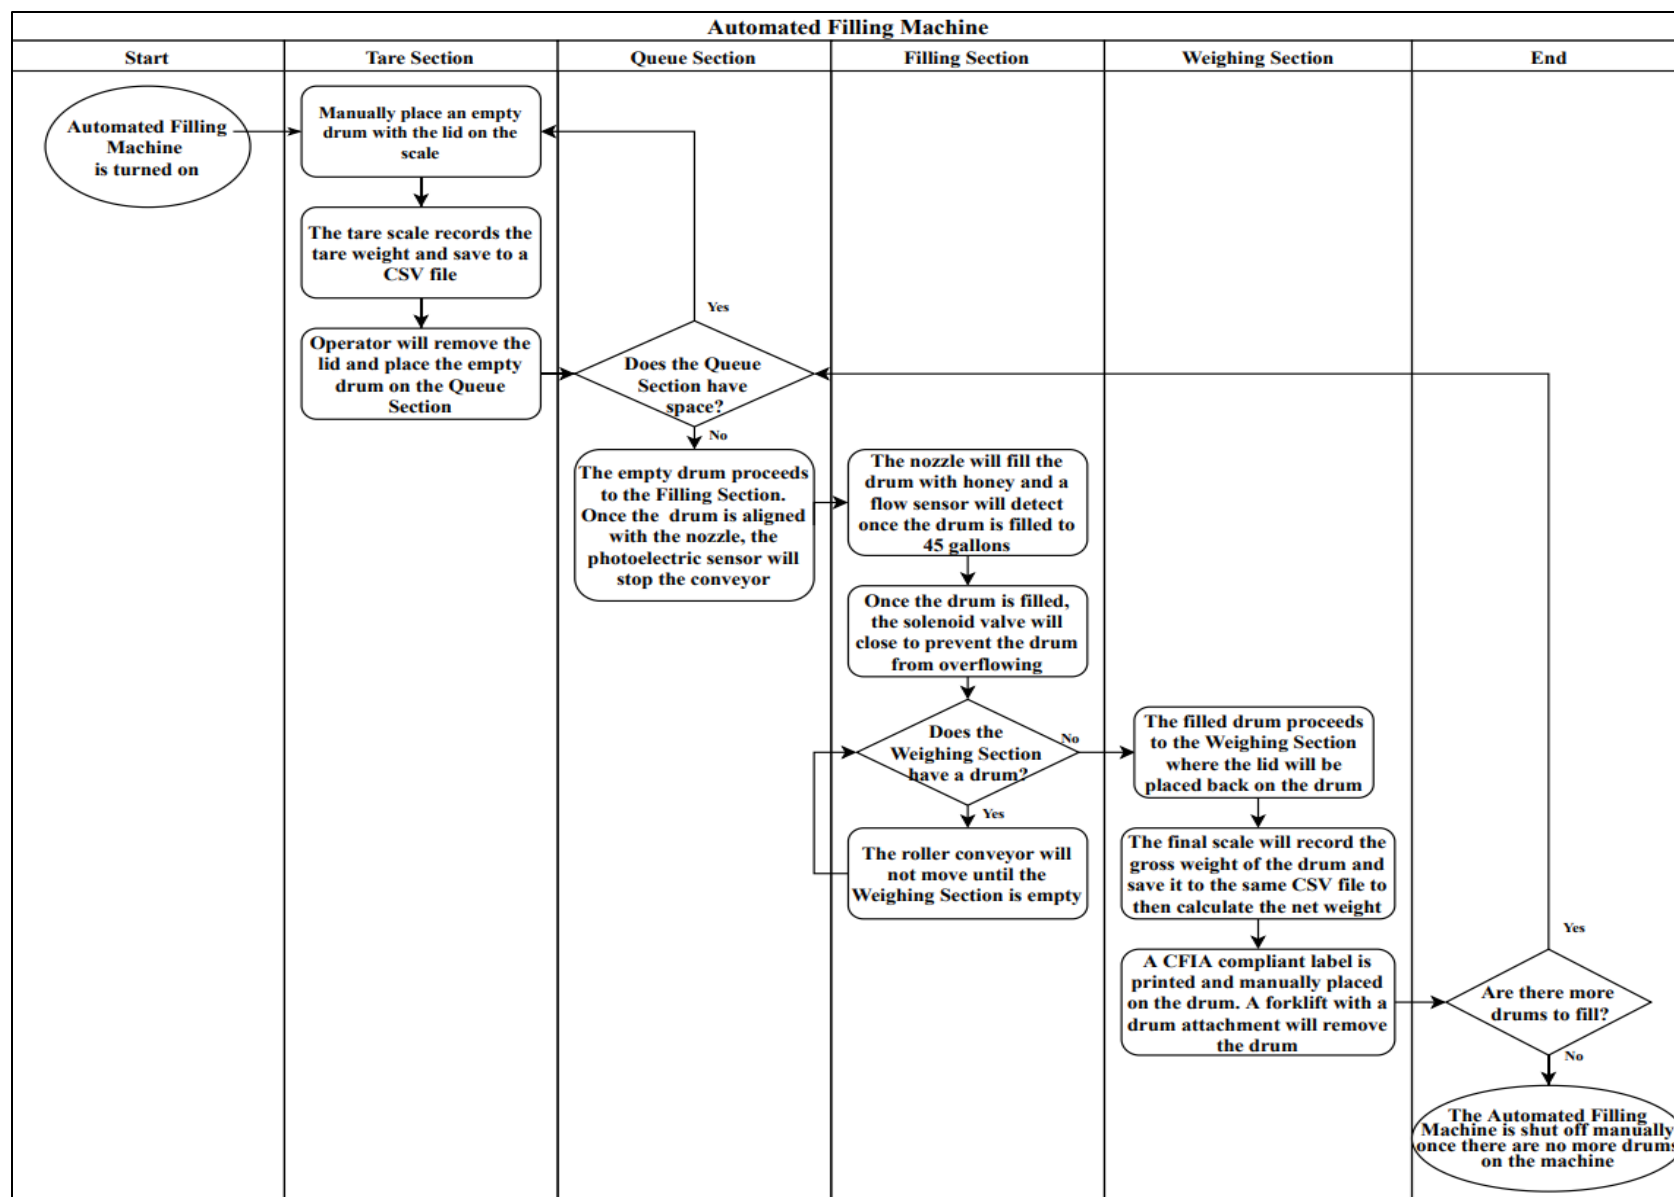 Automated Filling Machine
Start
Tare Section
Queue Section
Filling Section
Weighing Section
End
Automated Filling
Machine
is turned on
Manually place an empty
drum with the lid on the
scale
The tare scale records the
tare weight and save to a
CSV file
Operator will remove the
lid and place the empty
drum on the Queue
Section
Yes
Does the Queue
Section have
space?
No
The empty drum proceeds
to the Filling Section.
Once the drum is aligned
with the nozzle, the
photoelectric sensor will
stop the conveyor
The nozzle will fill the
drum with honey and a
flow sensor will detect
once the drum is filled to
45 gallons
Once the drum is filled,
the solenoid valve will
close to prevent the drum
from overflowing
Does the
Weighing Section
have a drum?
No
Yes
The roller conveyor will
not move until the
Weighing Section is empty
The filled drum proceeds
to the Weighing Section
where the lid will be
placed back on the drum
The final scale will record the
gross weight of the drum and
save it to the same CSV file to
then calculate the net weight
A CFIA compliant label is
printed and manually placed
on the drum. A forklift with a
drum attachment will remove
the drum
Yes
Are there more
drums to fill?
No
The Automated Filling
Machine is shut off manually
once there are no more drums
on the machine